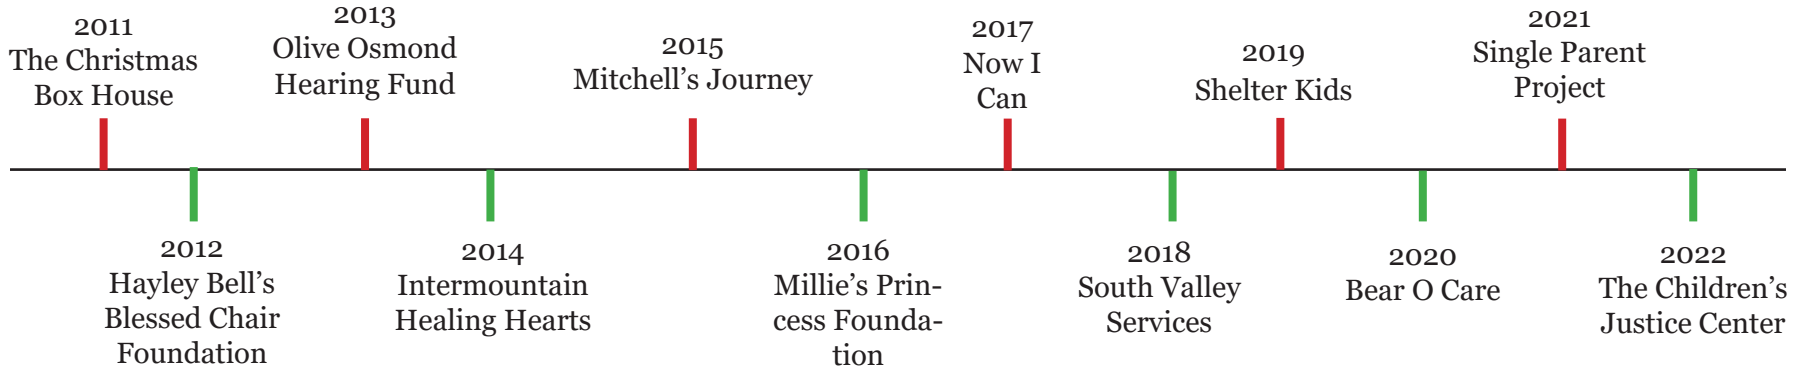 2011
The Christmas
Box House
2012
Hayley Bell’s
Blessed Chair
Foundation
2013
Olive Osmond
Hearing Fund
2014
Intermountain
Healing Hearts
2015
Mitchell’s Journey
2016
Millie’s Prin-
cess Founda-
tion
2017
Now I
Can
2018
South Valley
Services
2019
Shelter Kids
2020
Bear O Care
2021
Single Parent
Project
2022
The Children’s
Justice Center